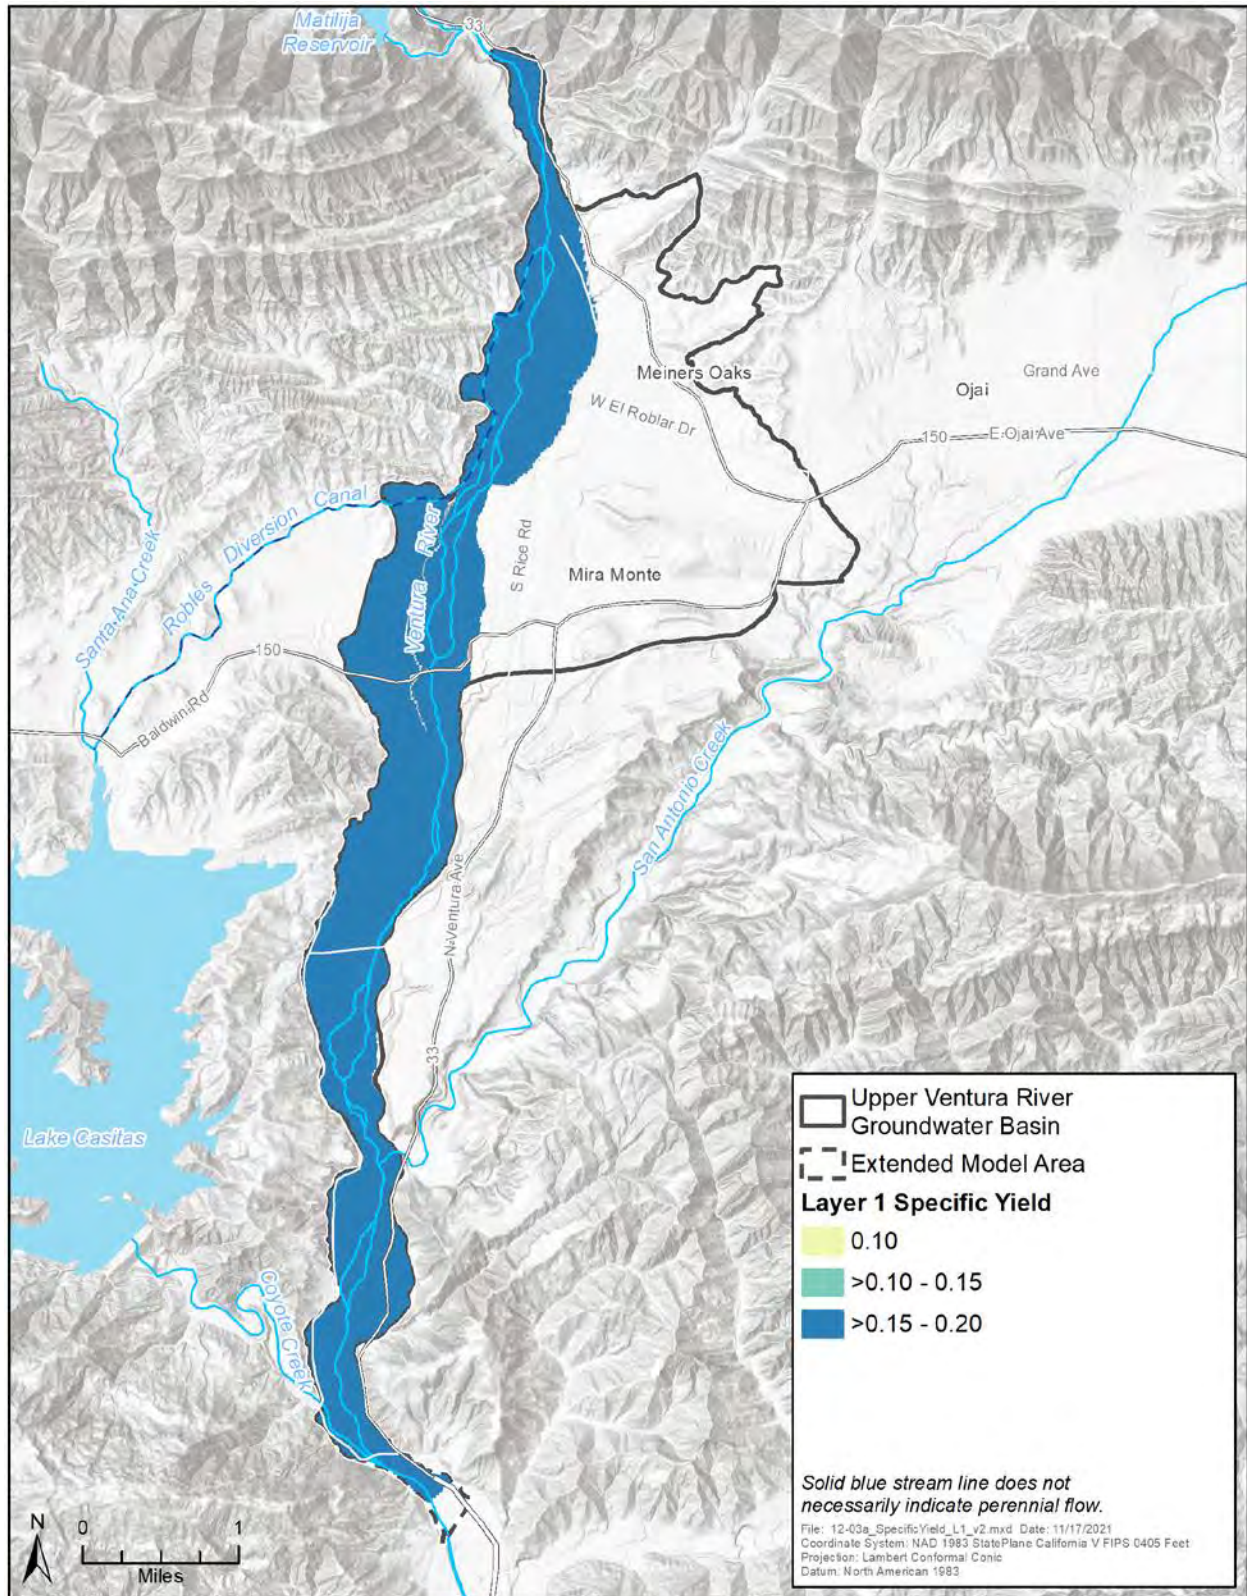 Matilija
Reservoir
33
Meiners Oaks
Ojai
Grand Ave
W El Roblar Dr
150
E Ojai Ave
Santa Ana Creek
Robles Diversion Canal
Ventura River
S Rice Rd
Mira Monte
150
Baldwin Rd
San Antonio Creek
N Ventura Ave
33
Lake Casitas
Coyote Creek
Upper Ventura River
Groundwater Basin
Extended Model Area
Layer 1 Specific Yield
0.10
>0.10 - 0.15
>0.15 - 0.20
Solid blue stream line does not
necessarily indicate perennial flow.
File: 12-03a_SpecificYield_L1_v2.mxd Date: 11/17/2021
Coordinate System: NAD 1983 StatePlane California V FIPS 0405 Feet
Projection: Lambert Conformal Conic
Datum: North American 1983
N
0 1
Miles